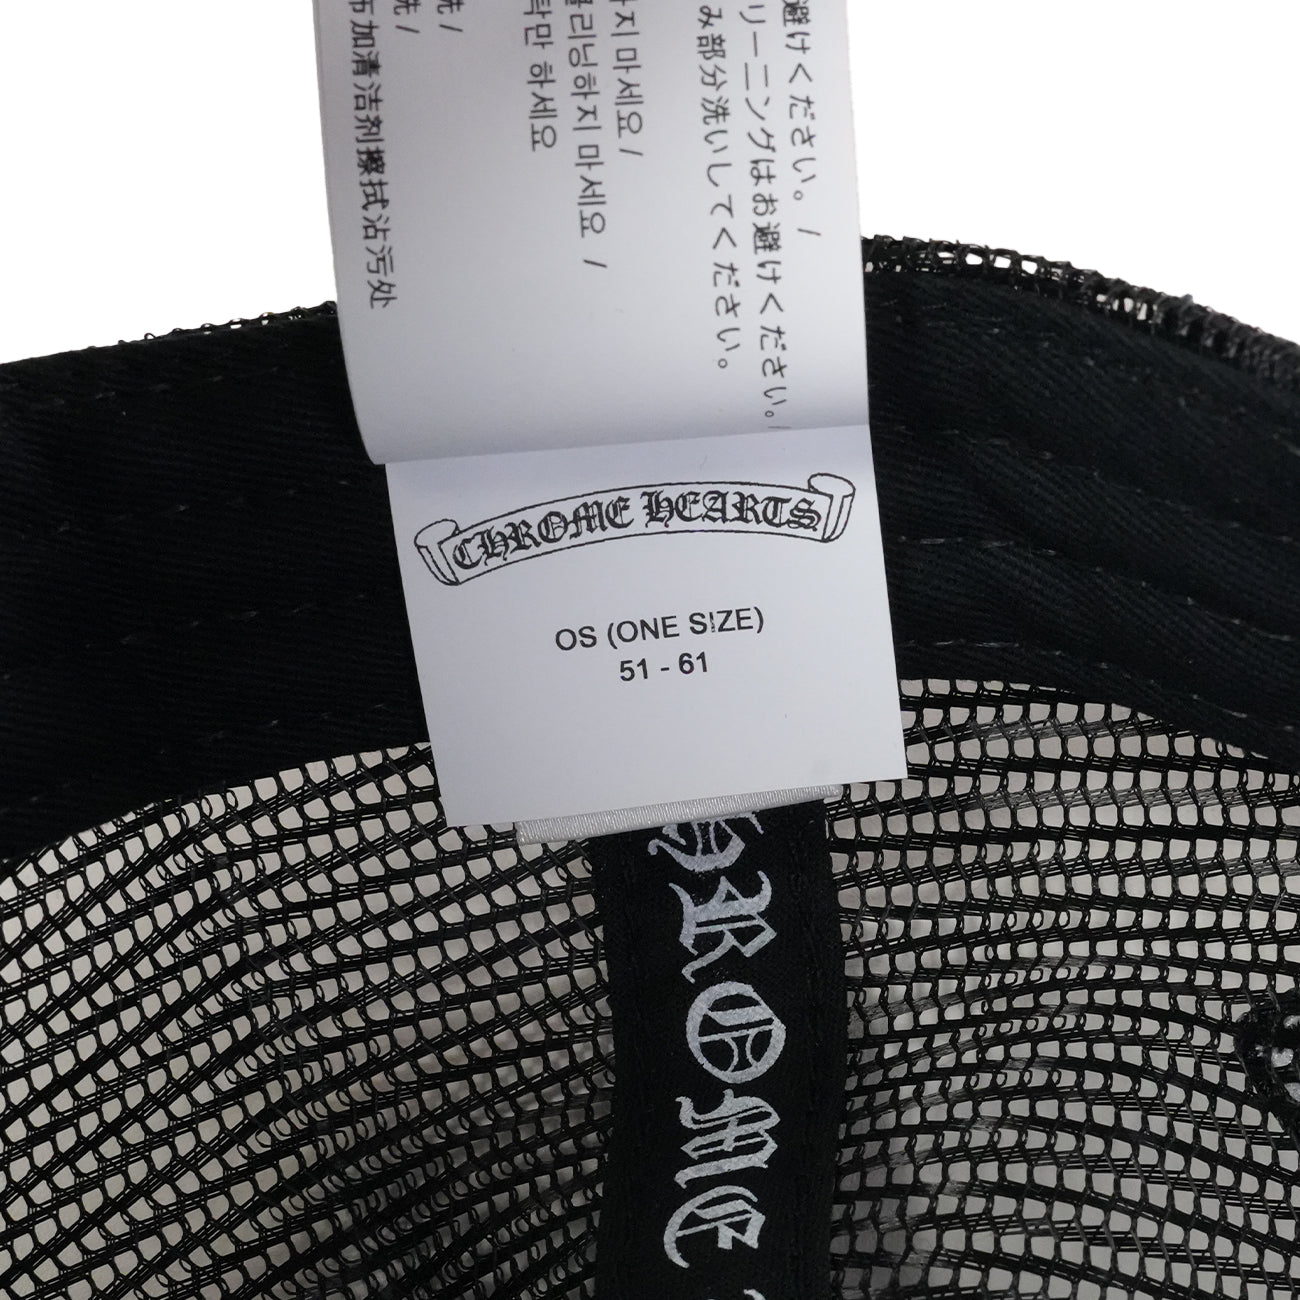 避けください。 /
リーニングはお避けください。/
み部分洗いしてください。
하지 마세요 /
클리닝하지 마세요 /
탁만 하세요
洗 /
洗 /
布加清洁剂擦拭沾污处
CHROME HEARTS
OS (ONE SIZE)
51 - 61
HROME